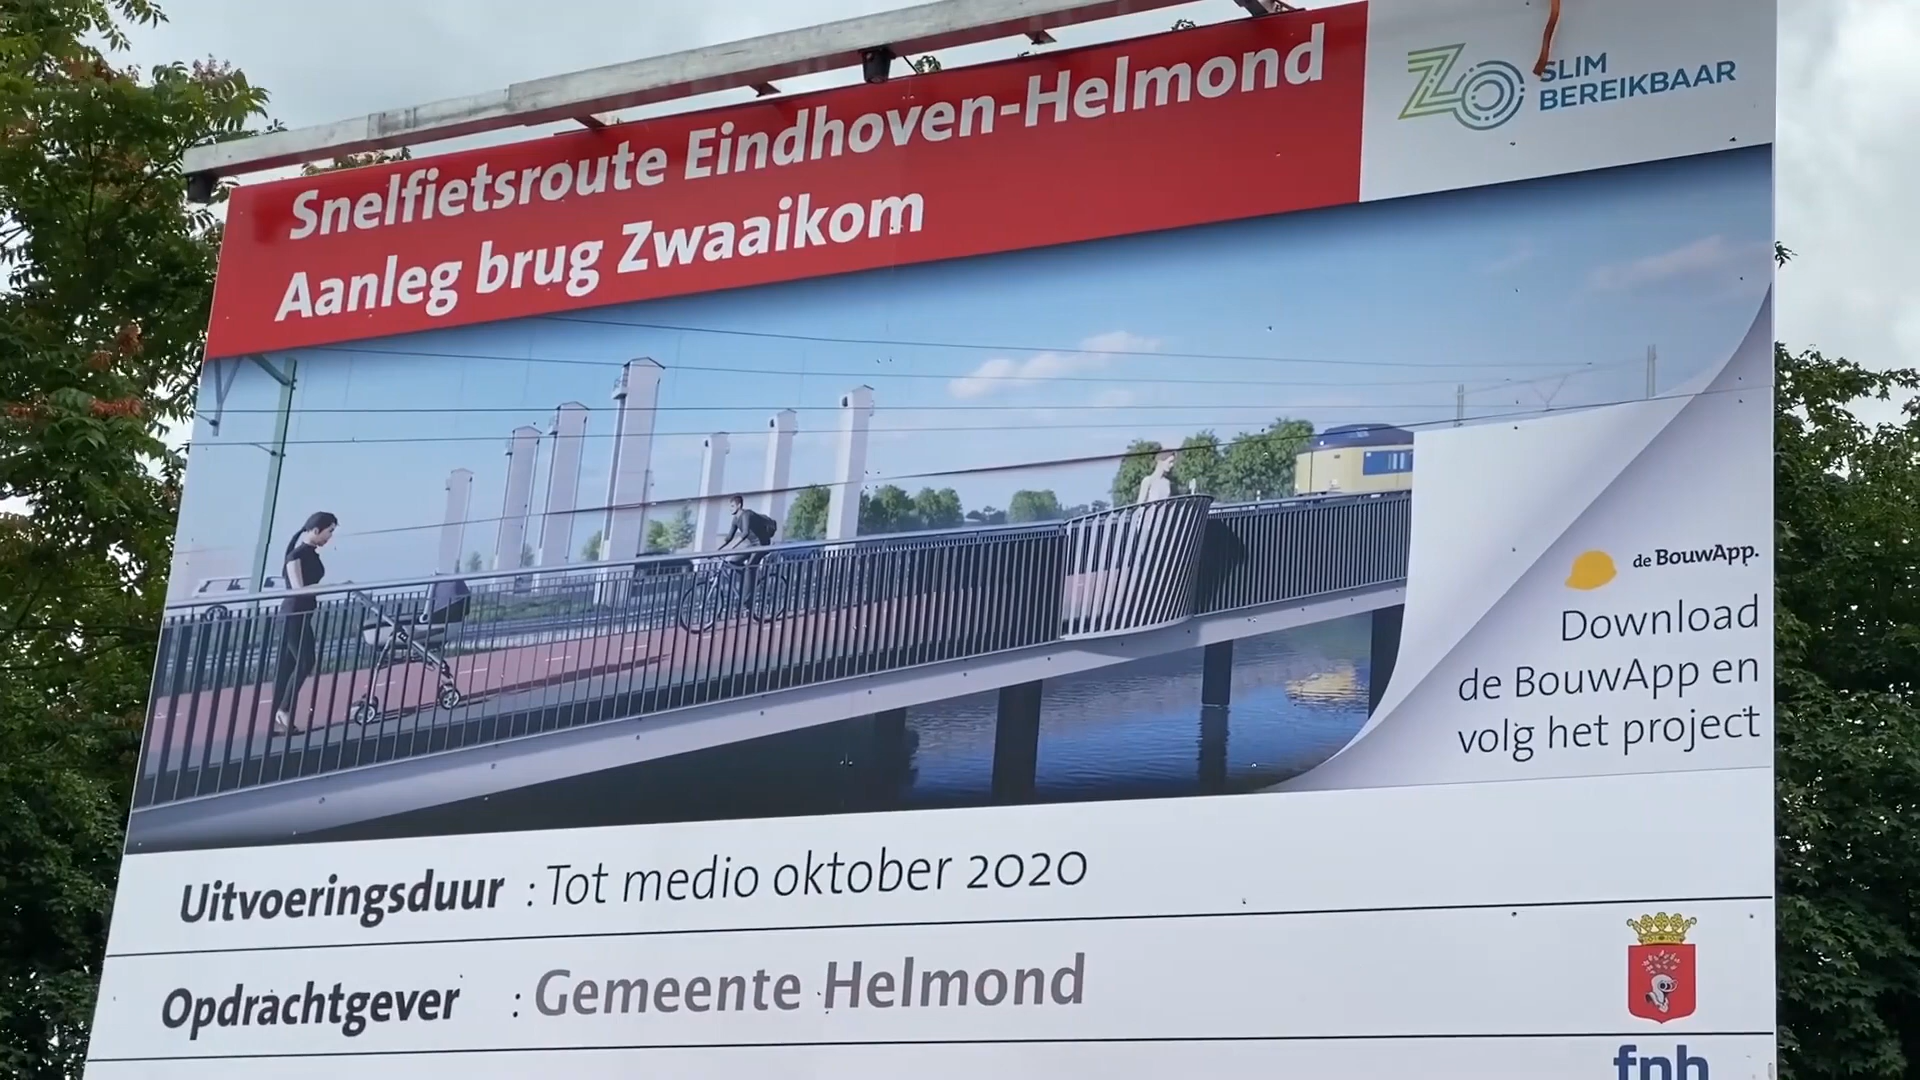 Snelfietsroute Eindhoven-Helmond
Aanleg brug Zwaaikom
ZO SLIM
BEREIKBAAR
de BouwApp.
Download
de BouwApp en
volg het project
Uitvoeringsduur : Tot medio oktober 2020
Opdrachtgever : Gemeente Helmond
fnh